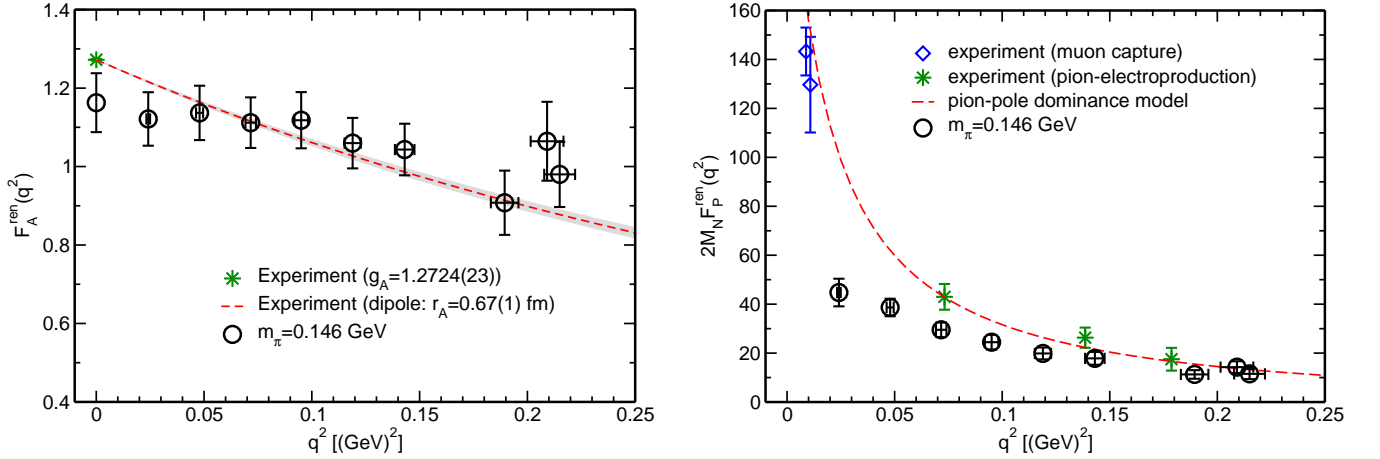 F_A^ren(q^2)
1.4
1.2
1
0.8
0.6
0.4
Experiment (g_A=1.2724(23))
Experiment (dipole: r_A=0.67(1) fm)
m_π=0.146 GeV
0 0.05 0.1 0.15 0.2 0.25
q^2 [(GeV)^2]
2M_N F_P^ren(q^2)
160
140
120
100
80
60
40
20
0
experiment (muon capture)
experiment (pion-electroproduction)
pion-pole dominance model
m_π=0.146 GeV
0 0.05 0.1 0.15 0.2 0.25
q^2 [(GeV)^2]